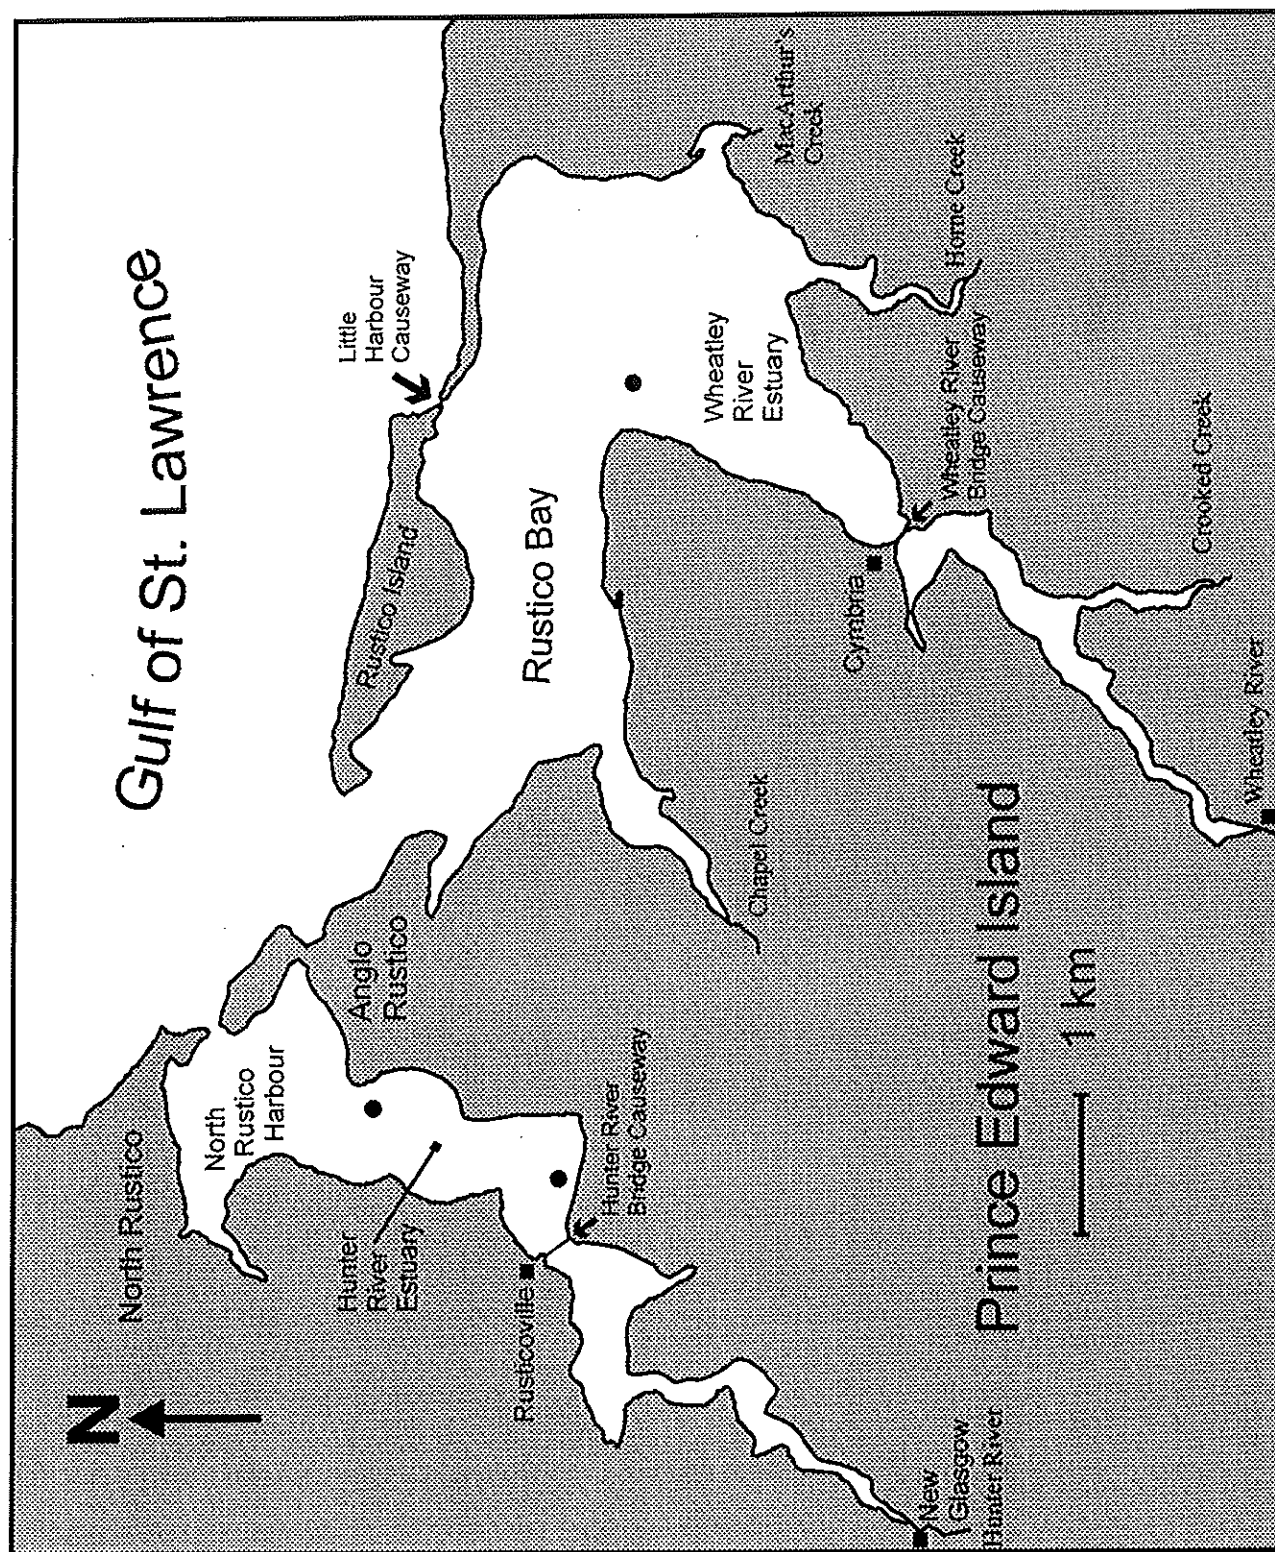 Gulf of St. Lawrence
N
North Rustico
North
Rustico
Harbour
Hunter
River
Estuary
Anglo
Rustico
Rusticoville
Hunter River
Bridge Causeway
New
Glasgow
Hunter River
Rustico Island
Little
Harbour
Causeway
Rustico Bay
Chapel Creek
Wheatley
River
Estuary
MacArthur's
Creek
Horne Creek
Cymbria
Wheatley River
Bridge Causeway
Crooked Creek
Wheatley River
Prince Edward Island
1 km